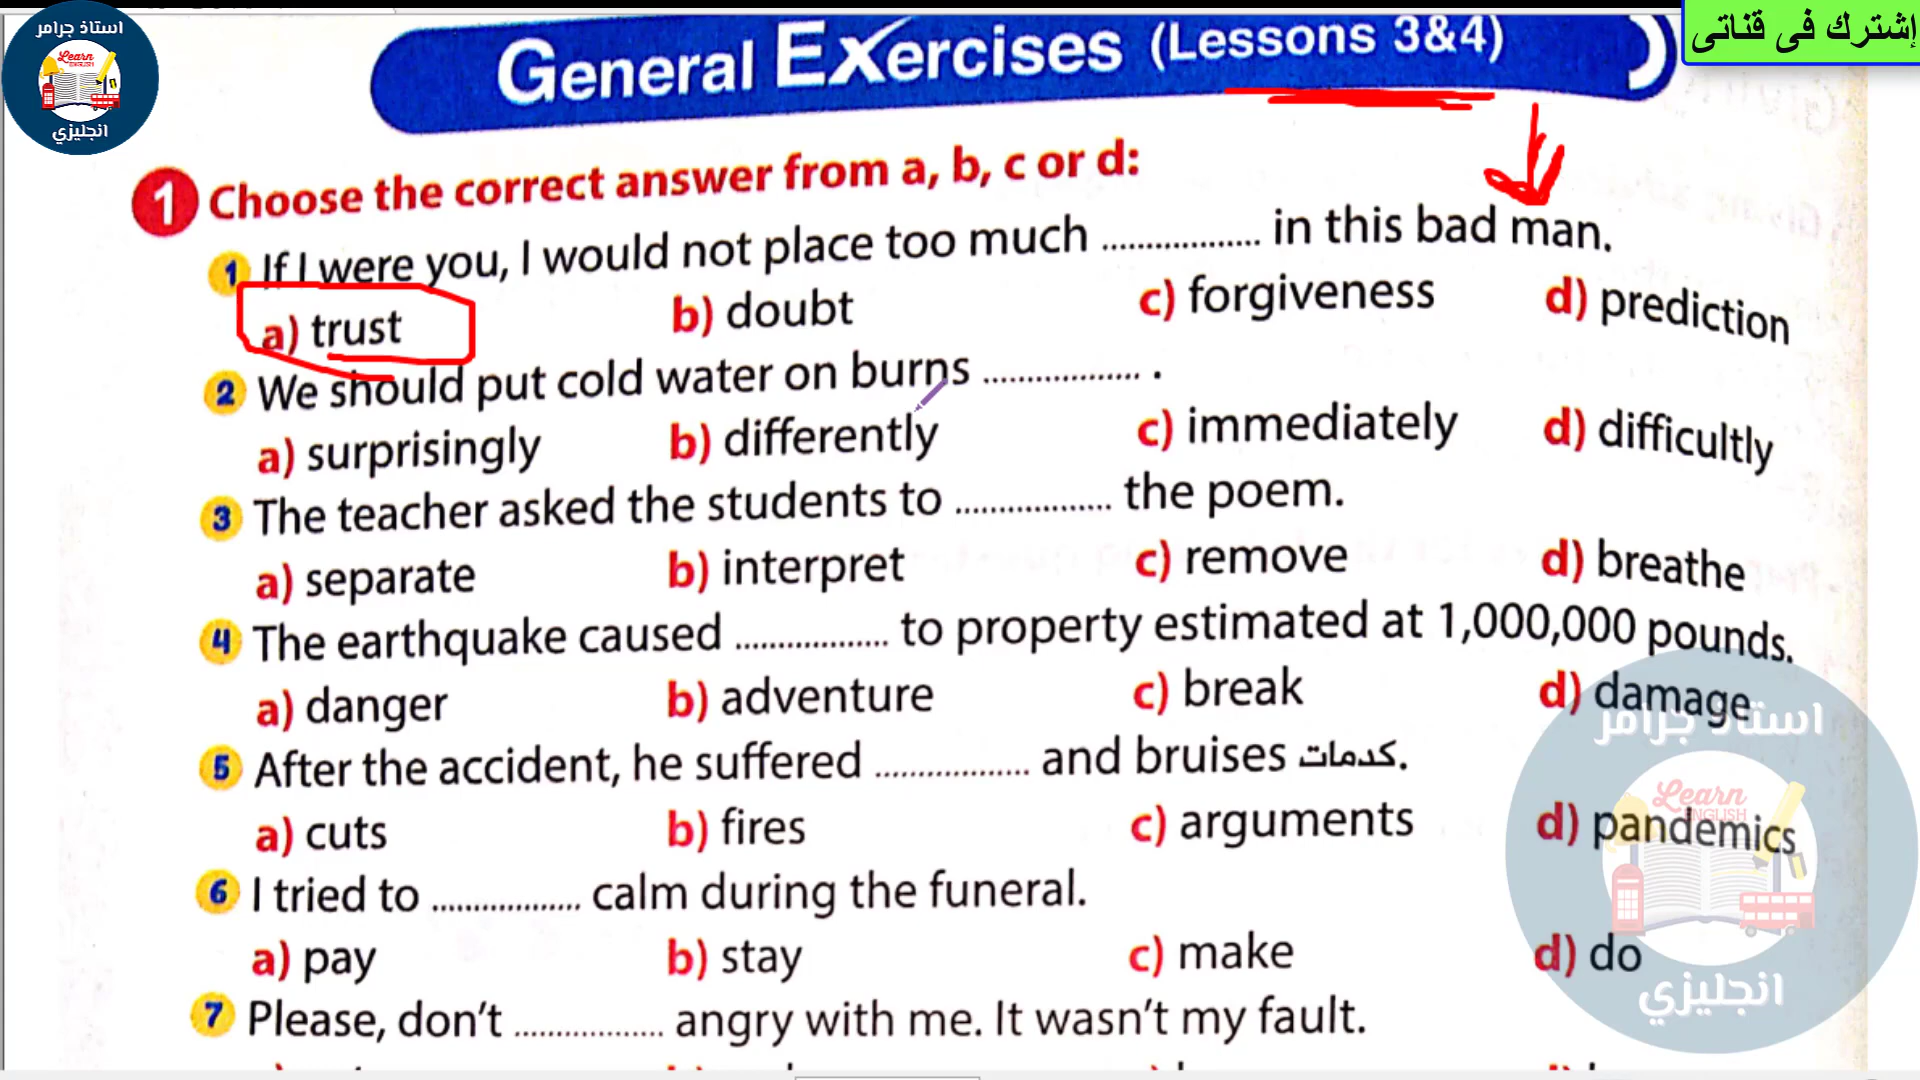 استاذ جرامر
Learn
ENGLISH
انجليزي
إشترك فى قناتى
General Exercises (Lessons 3&4)
1 Choose the correct answer from a, b, c or d:
1 If I were you, I would not place too much .................. in this bad man.
a) trust b) doubt c) forgiveness d) prediction
2 We should put cold water on burns .................. .
a) surprisingly b) differently c) immediately d) difficultly
3 The teacher asked the students to .................. the poem.
a) separate b) interpret c) remove d) breathe
4 The earthquake caused .................. to property estimated at 1,000,000 pounds.
a) danger b) adventure c) break d) damage
5 After the accident, he suffered .................. and bruises كدمات.
a) cuts b) fires c) arguments d) pandemics
6 I tried to .................. calm during the funeral.
a) pay b) stay c) make d) do
7 Please, don't .................. angry with me. It wasn't my fault.
استاذ جرامر
Learn
ENGLISH
انجليزي